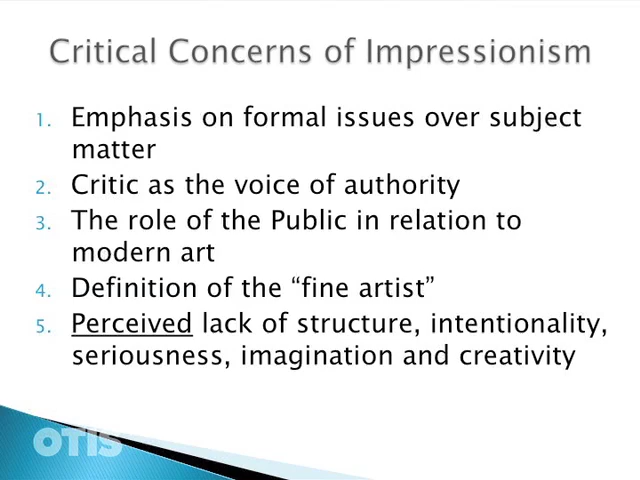 Critical Concerns of Impressionism
1. Emphasis on formal issues over subject
matter
2. Critic as the voice of authority
3. The role of the Public in relation to
modern art
4. Definition of the “fine artist”
5. Perceived lack of structure, intentionality,
seriousness, imagination and creativity
OTIS